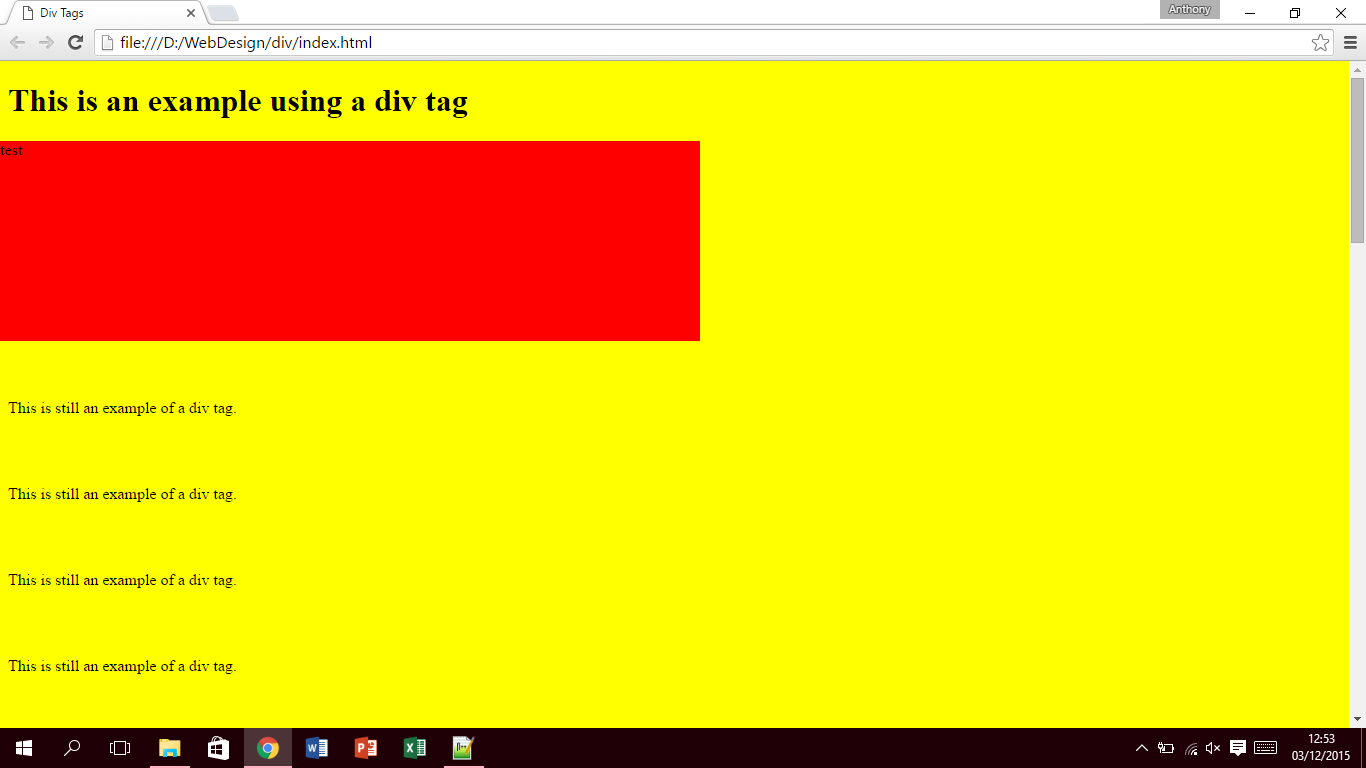 Div Tags
Anthony
file:///D:/WebDesign/div/index.html
This is an example using a div tag
test
This is still an example of a div tag.
This is still an example of a div tag.
This is still an example of a div tag.
This is still an example of a div tag.
12:53
03/12/2015